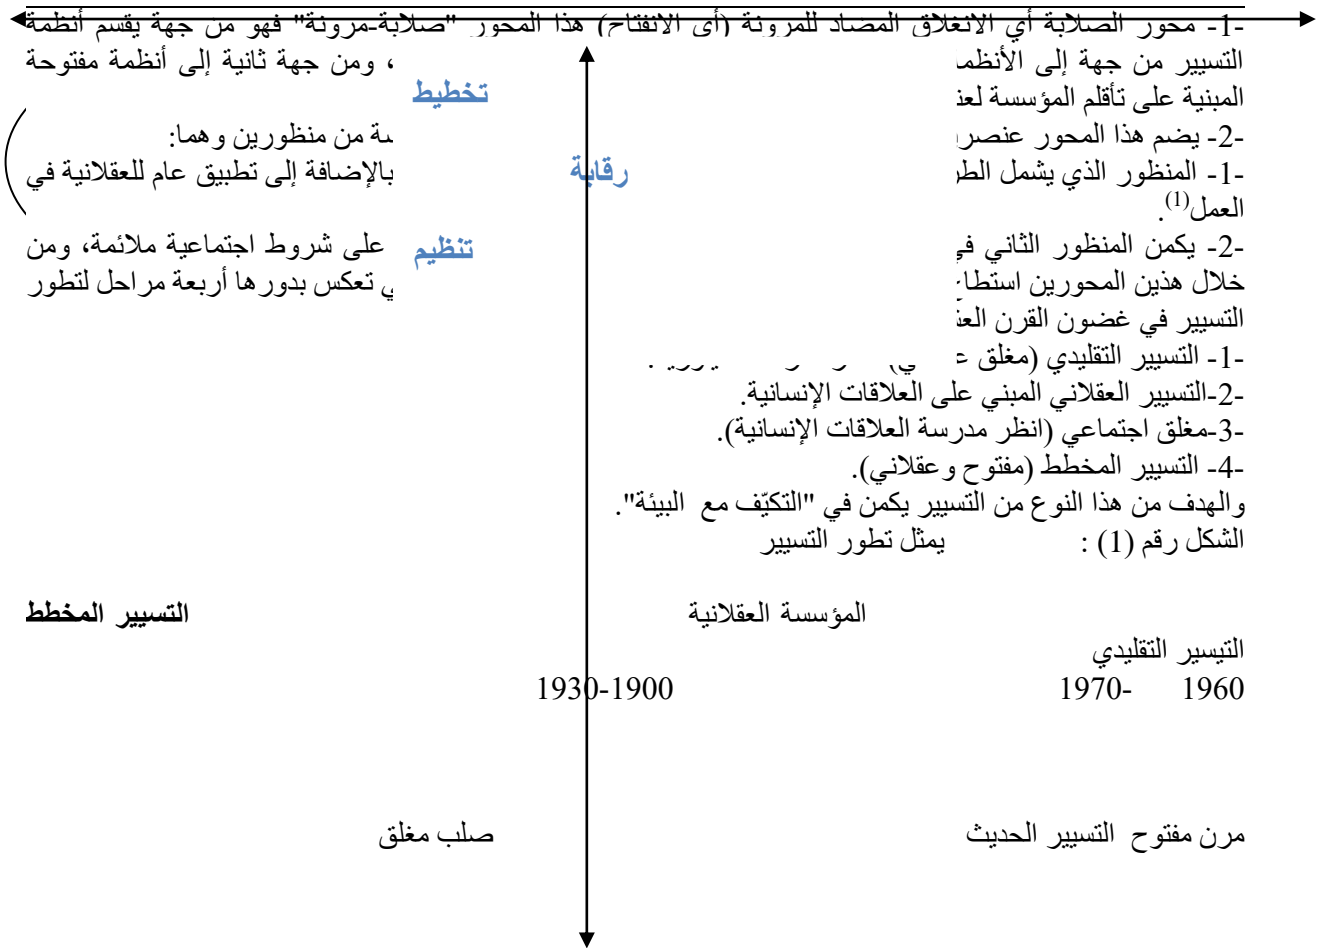 -1- محور الصلابة أي الانغلاق المضاد للمرونة (أي الانفتاح) هذا المحور "صلابة-مرونة" فهو من جهة يقسم أنظمة
التسيير من جهة إلى ، ومن جهة ثانية إلى أنظمة مفتوحة
تخطيط
المبنية على تأقلم المؤسسة
-2- يضم هذا المحور من منظورين وهما:
-1- المنظور الذي يشمل بالإضافة إلى تطبيق عام للعقلانية في
رقابة
العمل(1).
-2- يكمن المنظور الثاني على شروط اجتماعية ملائمة، ومن
تنظيم
خلال هذين المحورين تعكس بدورها أربعة مراحل لتطور
التسيير في غضون القرن
-1- التسيير التقليدي (مغلق
-2-التسيير العقلاني المبني على العلاقات الإنسانية.
-3-مغلق اجتماعي (انظر مدرسة العلاقات الإنسانية).
-4- التسيير المخطط (مفتوح وعقلاني).
والهدف من هذا النوع من التسيير يكمن في "التكيّف مع البيئة".
الشكل رقم (1) : يمثل تطور التسيير
المؤسسة العقلانية التسيير المخطط
التيسير التقليدي
1960 -1970 1900-1930
مرن مفتوح التسيير الحديث صلب مغلق